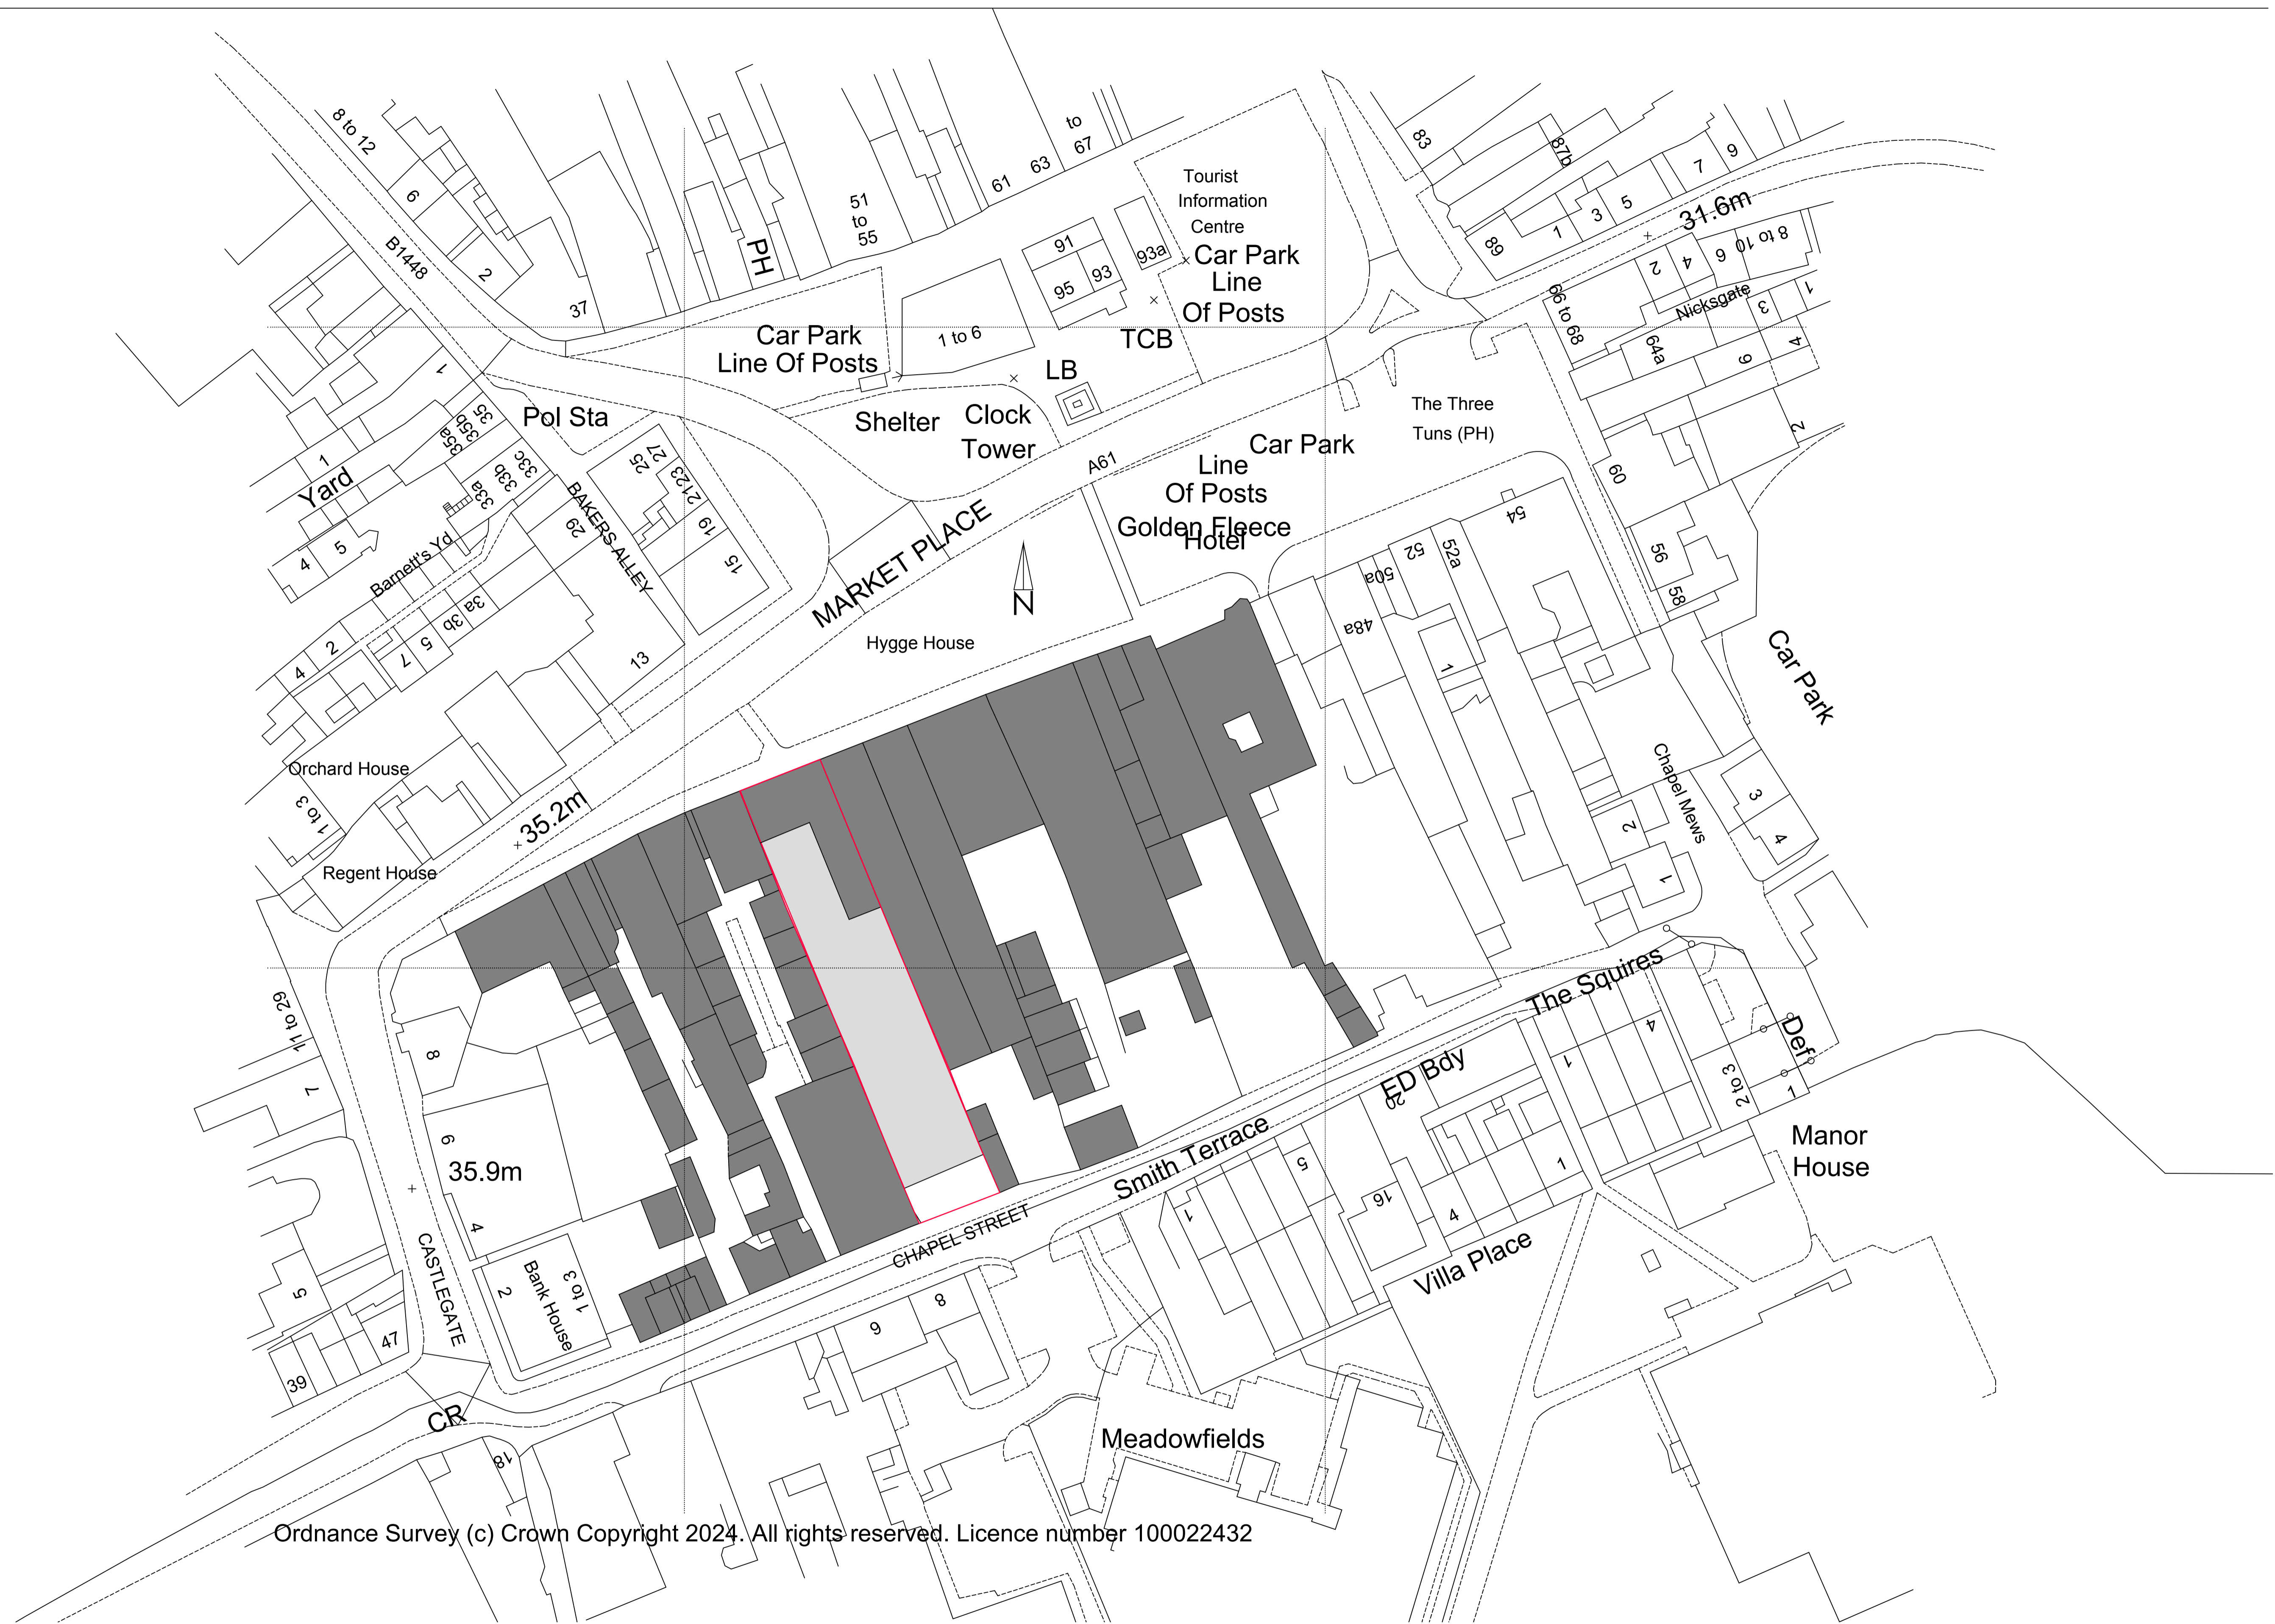 8 to 12
6
2
B1448
37
PH
51
to
55
61
63
to
67
Tourist
Information
Centre
91
93a
95
93
Car Park
Line
Of Posts
TCB
83
87b
7
9
5
3
1
89
31.6m
2
4
6
8 to 10
66 to 68
Nicksgate
1
3
64a
6
4
2
Car Park
Line Of Posts
1 to 6
LB
Shelter
Clock
Tower
The Three
Tuns (PH)
Car Park
Line
Of Posts
Golden Fleece
Hotel
A61
1
Pol Sta
35
35b
35a
33c
33b
33a
1
Yard
5
4
27
25
2123
19
15
29
BAKERS ALLEY
Barnett's Yd
3a
3b
5
7
2
4
13
MARKET PLACE
N
Hygge House
54
52a
52
50a
48a
1
60
56
58
Car Park
Orchard House
1 to 3
35.2m
Regent House
Chapel Mews
3
4
2
1
11 to 29
7
8
6
35.9m
4
CASTLEGATE
2
Bank House
1 to 3
5
47
39
CR
18
The Squires
4
1
Def
2 to 3
1
ED Bdy
20
Manor
House
Smith Terrace
5
1
16
4
1
Villa Place
CHAPEL STREET
8
9
Meadowfields
Ordnance Survey (c) Crown Copyright 2024. All rights reserved. Licence number 100022432